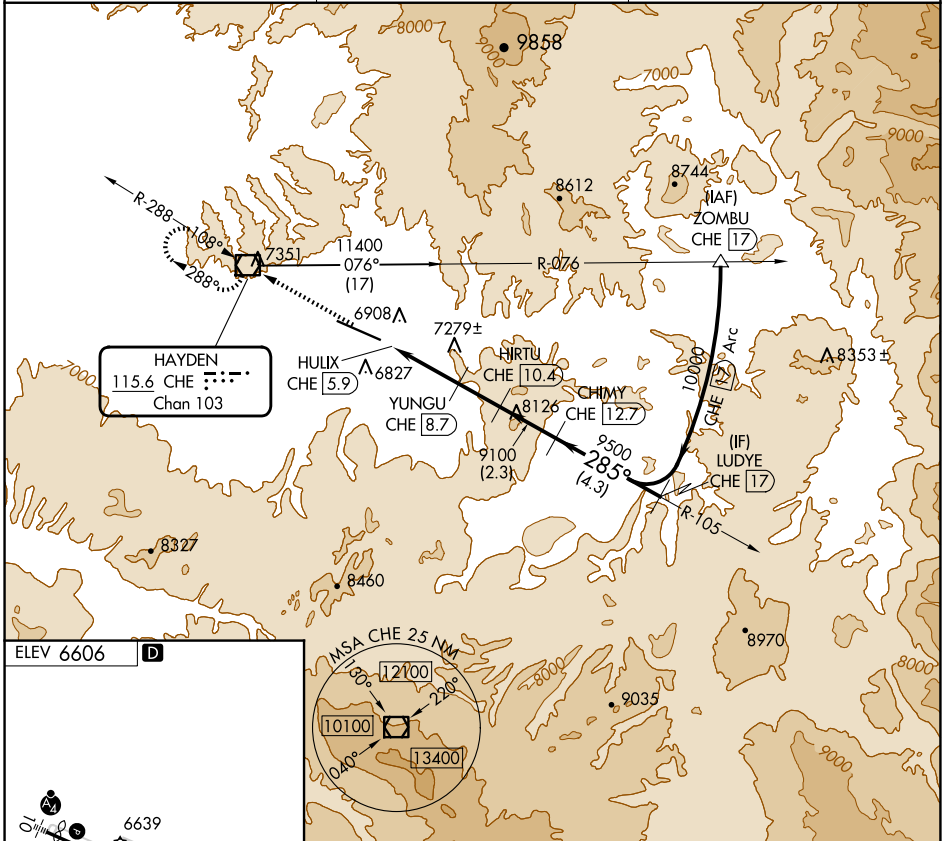 8000
9858
7000
9000
8744
8612
(IAF)
ZOMBU
CHE 17
R-288
108°
288°
7351
11400
076°
(17)
R-076
6908
7279±
HAYDEN
115.6 CHE
Chan 103
HULIX
CHE 5.9
6827
HIRTU
CHE 10.4
YUNGU
CHE 8.7
8126
CHIMY
CHE 12.7
10000
CHE 17 Arc
8353±
7000
9100
(2.3)
9500
285°
(4.3)
(IF)
LUDYE
CHE 17
R-105
8327
8460
8970
ELEV 6606
D
MSA CHE 25 NM
130°
12100
220°
10100
040°
13400
8000
9035
8000
9000
A4
10
P
6639